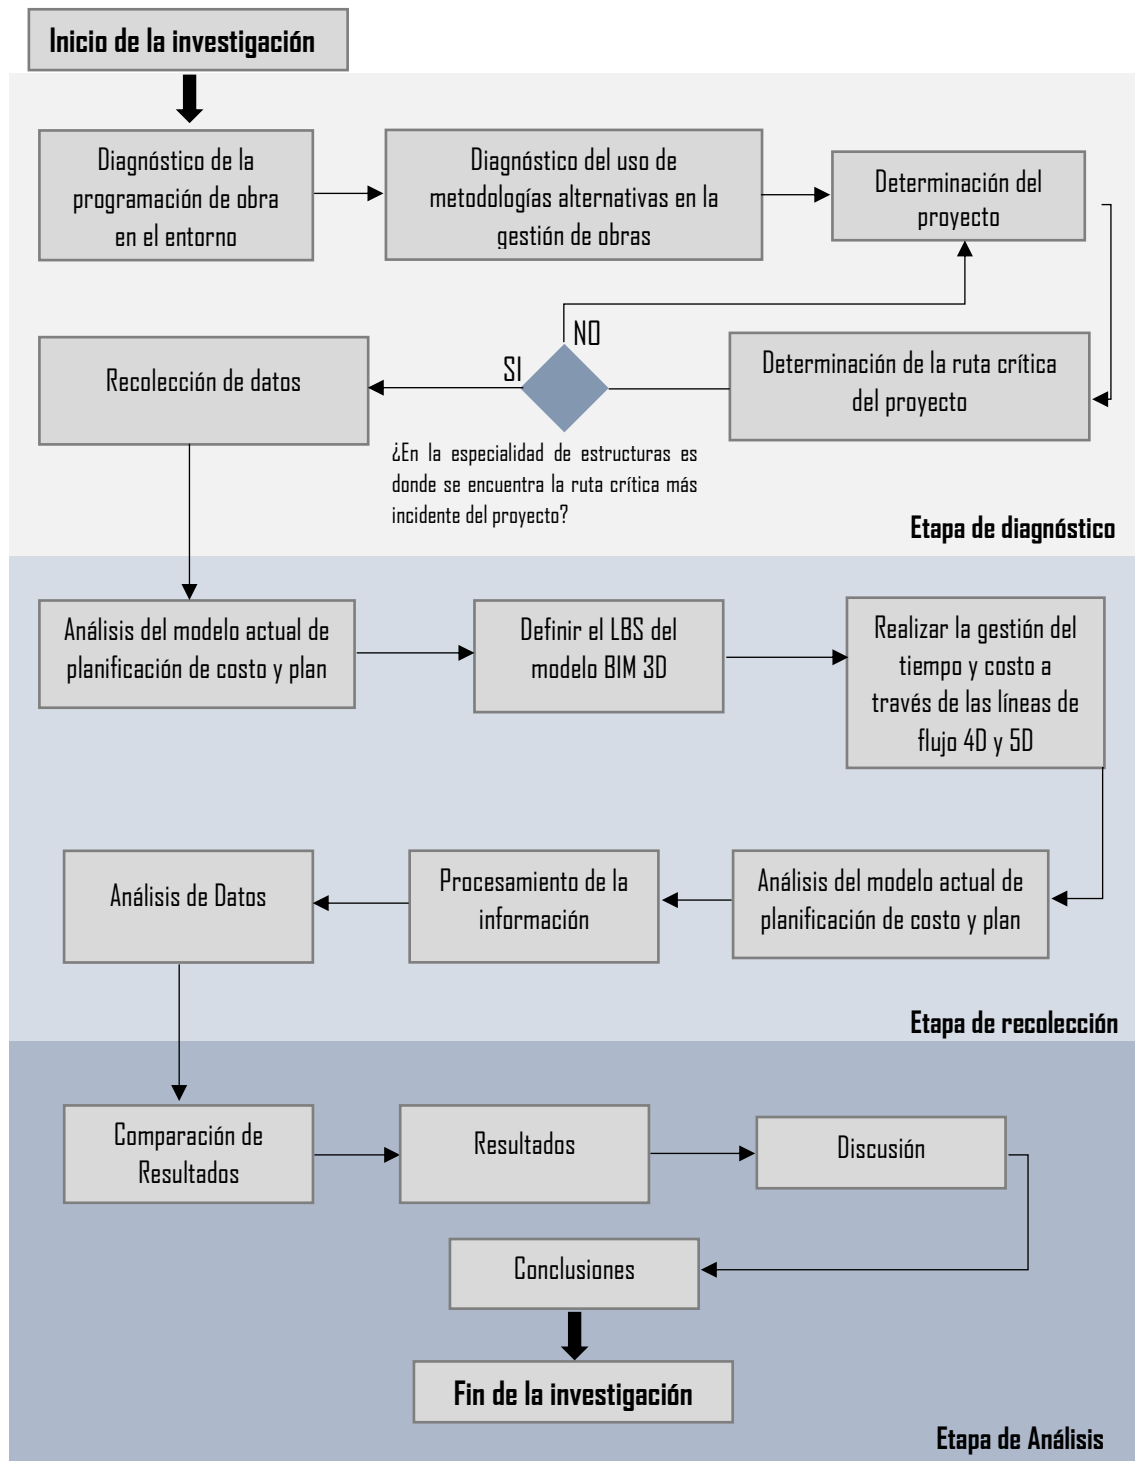 Inicio de la investigación
Diagnóstico de la
programación de obra
en el entorno
Diagnóstico del uso de
metodologías alternativas en la
gestión de obras
Determinación del
proyecto
Determinación de la ruta crítica
del proyecto
NO
SI
¿En la especialidad de estructuras es
donde se encuentra la ruta crítica más
incidente del proyecto?
Recolección de datos
Etapa de diagnóstico
Análisis del modelo actual de
planificación de costo y plan
Definir el LBS del
modelo BIM 3D
Realizar la gestión del
tiempo y costo a
través de las líneas de
flujo 4D y 5D
Análisis del modelo actual de
planificación de costo y plan
Procesamiento de la
información
Análisis de Datos
Etapa de recolección
Comparación de
Resultados
Resultados
Discusión
Conclusiones
Fin de la investigación
Etapa de Análisis